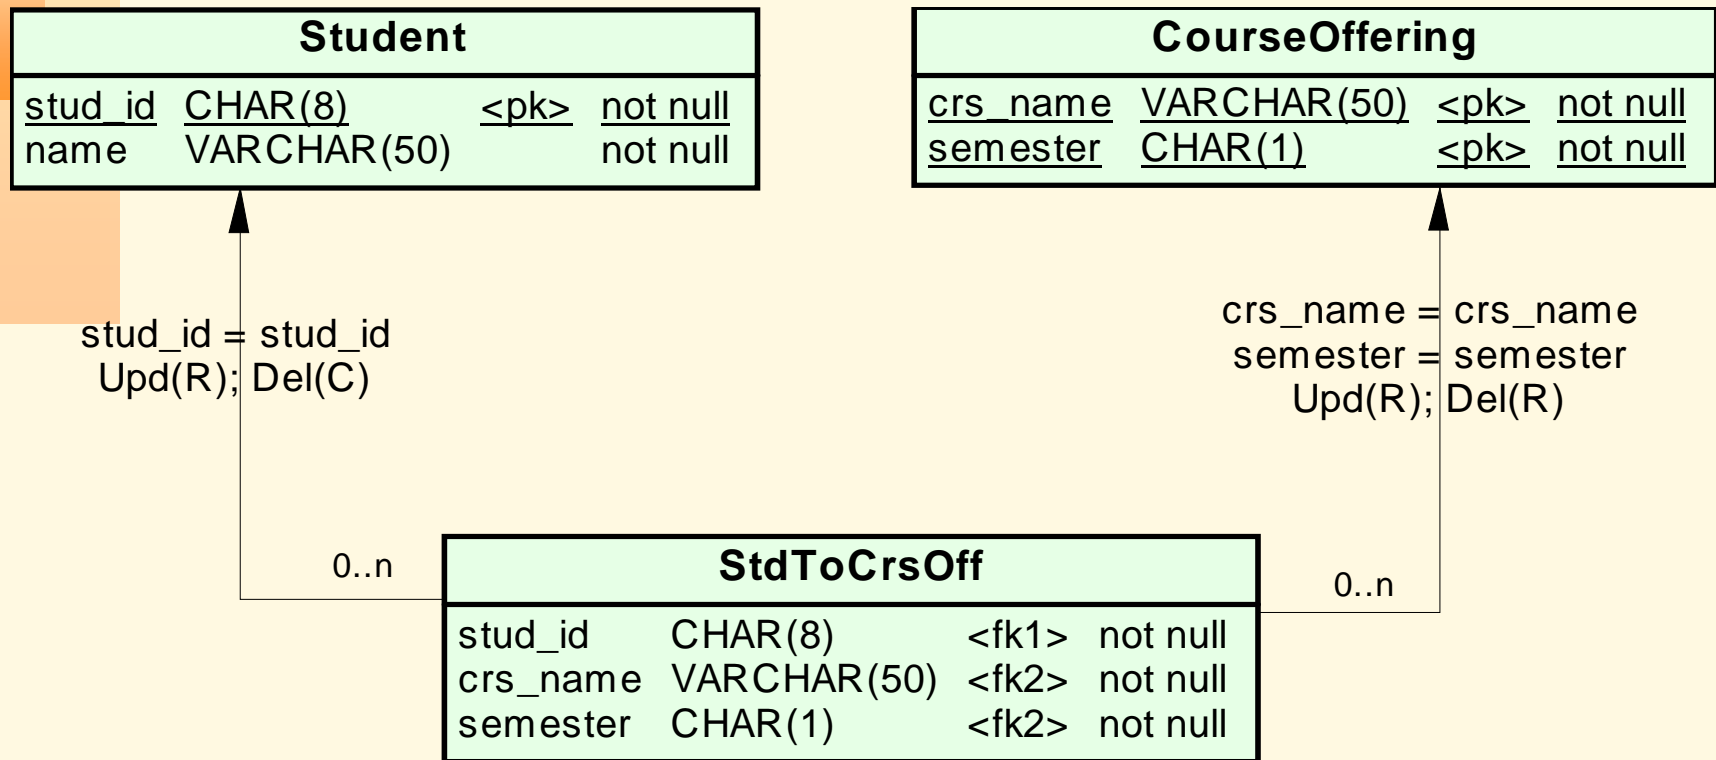 Student
stud_id CHAR(8) <pk> not null
name VARCHAR(50) not null
CourseOffering
crs_name VARCHAR(50) <pk> not null
semester CHAR(1) <pk> not null
stud_id = stud_id
Upd(R); Del(C)
crs_name = crs_name
semester = semester
Upd(R); Del(R)
0..n
0..n
StdToCrsOff
stud_id CHAR(8) <fk1> not null
crs_name VARCHAR(50) <fk2> not null
semester CHAR(1) <fk2> not null